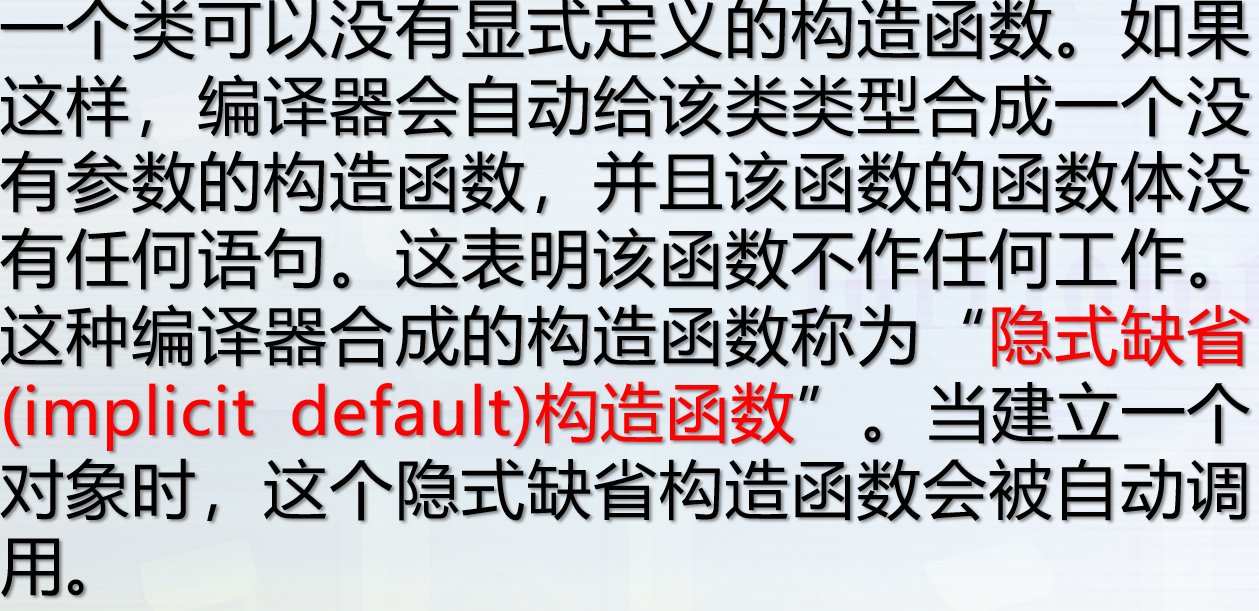 一个类可以没有显式定义的构造函数。如果
这样，编译器会自动给该类类型合成一个没
有参数的构造函数，并且该函数的函数体没
有任何语句。这表明该函数不作任何工作。
这种编译器合成的构造函数称为“隐式缺省
(implicit default)构造函数”。当建立一个
对象时，这个隐式缺省构造函数会被自动调
用。